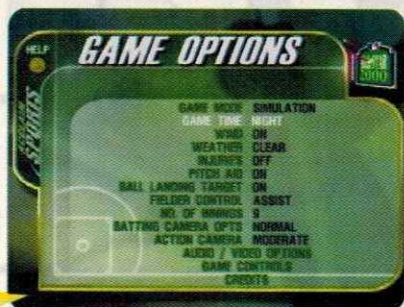 GAME OPTIONS
HELP
2000
SPORTS
GAME MODE SIMULATION
GAME TIME NIGHT
WIND ON
WEATHER CLEAR
INJURIES OFF
PITCH AID ON
BALL LANDING TARGET ON
FIELDER CONTROL ASSIST
NO. OF INNINGS 9
BATTING CAMERA OPTS NORMAL
ACTION CAMERA MODERATE
AUDIO / VIDEO OPTIONS
GAME CONTROLS
CREDITS